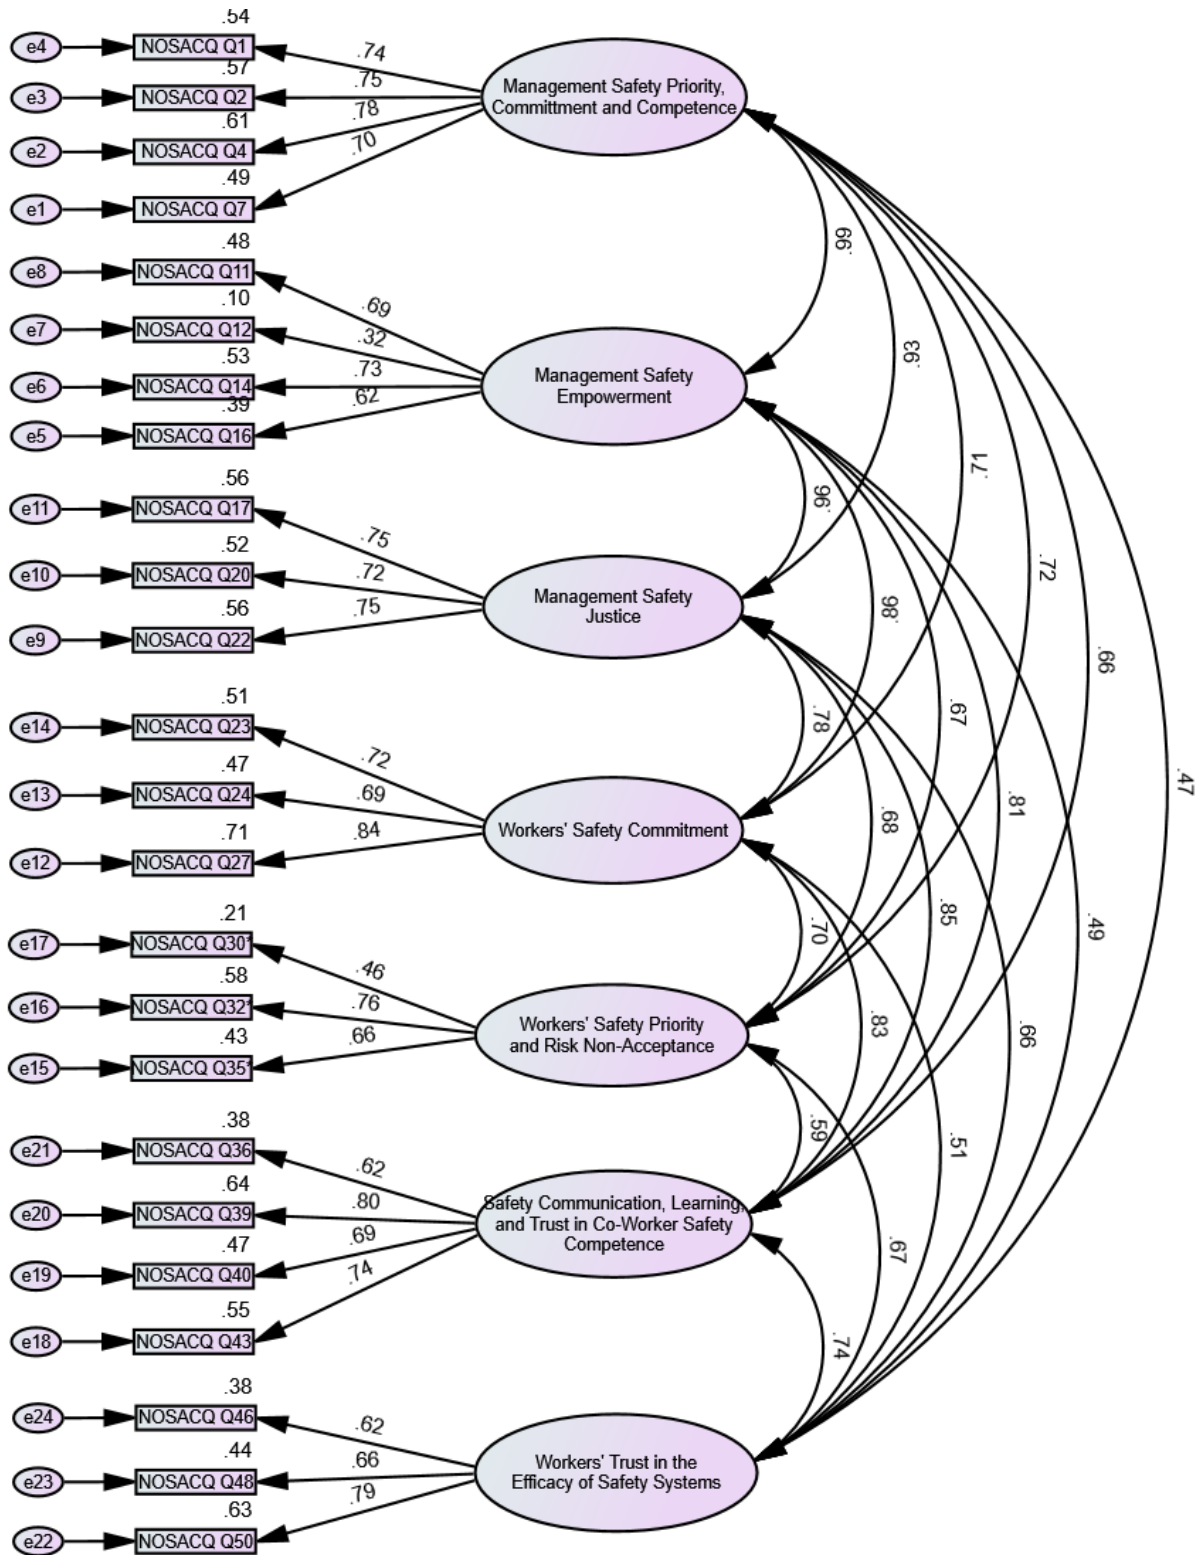 .54
e4
NOSACQ Q1
.74
.57
e3
NOSACQ Q2
.75
.61
e2
NOSACQ Q4
.78
.49
e1
NOSACQ Q7
.70
Management Safety Priority,
Committment and Competence
.48
e8
NOSACQ Q11
.69
.10
e7
NOSACQ Q12
.32
.53
e6
NOSACQ Q14
.73
.39
e5
NOSACQ Q16
.62
Management Safety
Empowerment
.56
e11
NOSACQ Q17
.75
.52
e10
NOSACQ Q20
.72
.56
e9
NOSACQ Q22
.75
Management Safety
Justice
.51
e14
NOSACQ Q23
.72
.47
e13
NOSACQ Q24
.69
.71
e12
NOSACQ Q27
.84
Workers' Safety Commitment
.21
e17
NOSACQ Q30*
.46
.58
e16
NOSACQ Q32*
.76
.43
e15
NOSACQ Q35*
.66
Workers' Safety Priority
and Risk Non-Acceptance
.38
e21
NOSACQ Q36
.62
.64
e20
NOSACQ Q39
.80
.47
e19
NOSACQ Q40
.69
.55
e18
NOSACQ Q43
.74
Safety Communication, Learning,
and Trust in Co-Worker Safety
Competence
.38
e24
NOSACQ Q46
.62
.44
e23
NOSACQ Q48
.66
.63
e22
NOSACQ Q50
.79
Workers' Trust in the
Efficacy of Safety Systems
.99
.93
.71
.72
.66
.47
.96
.86
.67
.81
.49
.78
.68
.85
.66
.70
.83
.51
.59
.67
.74